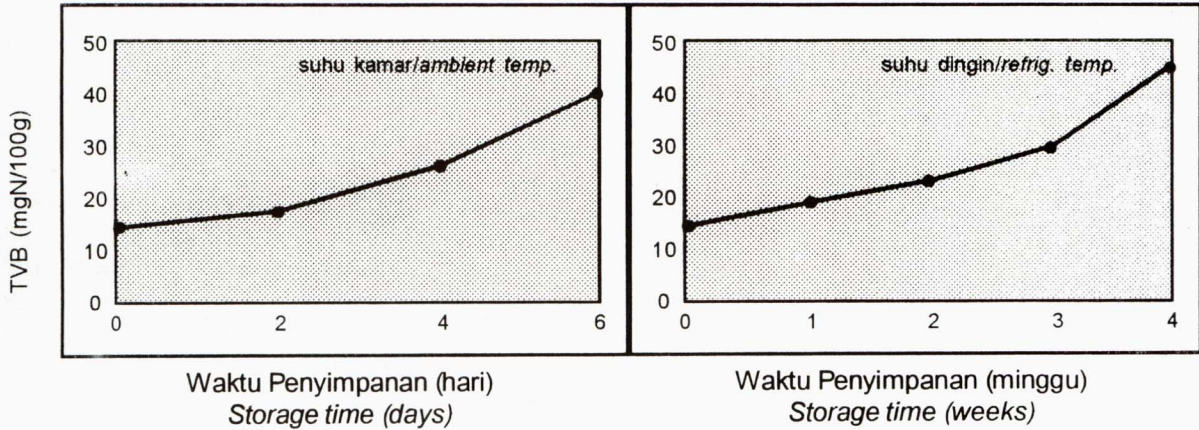 TVB (mgN/100g)
50
40
30
20
10
0
suhu kamar/ambient temp.
0 2 4 6
Waktu Penyimpanan (hari)
Storage time (days)
50
40
30
20
10
0
suhu dingin/refrig. temp.
0 1 2 3 4
Waktu Penyimpanan (minggu)
Storage time (weeks)